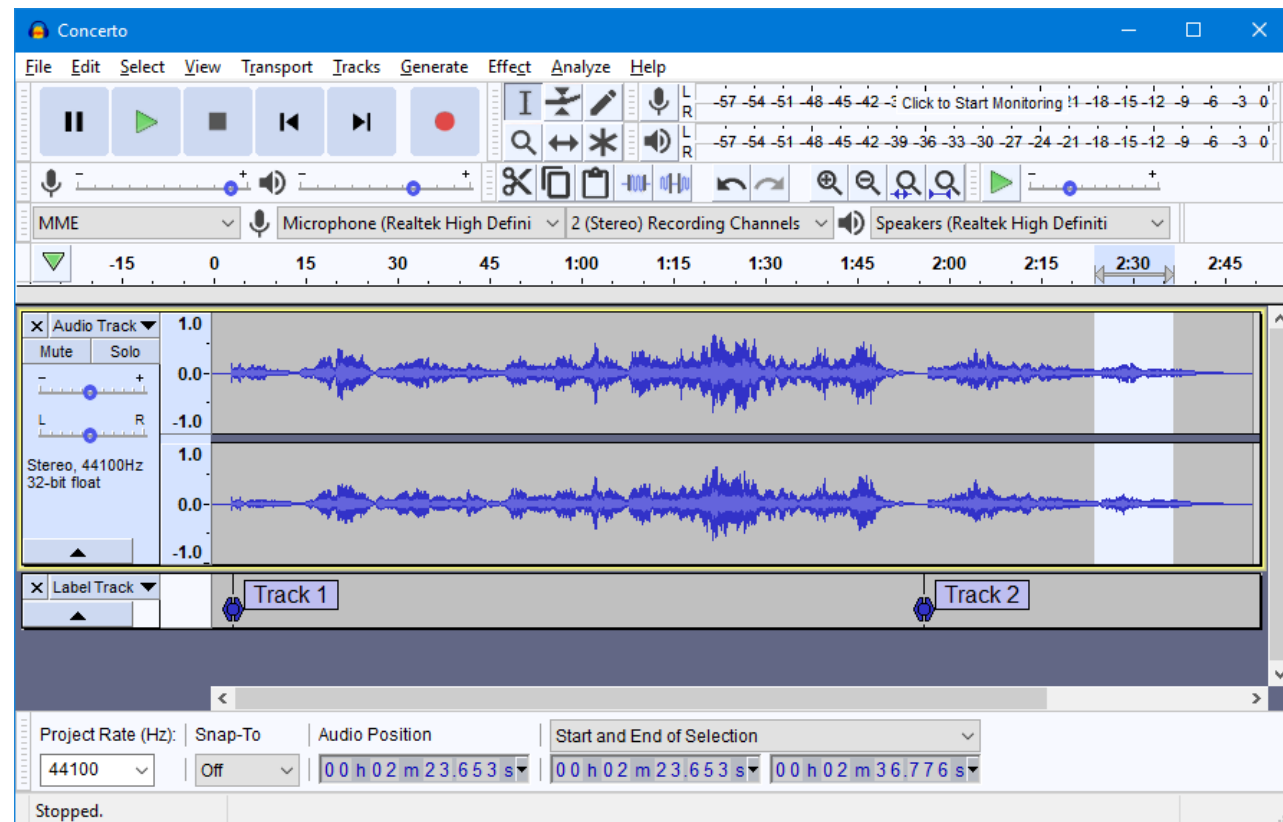 Concerto
File Edit Select View Transport Tracks Generate Effect Analyze Help
L R -57 -54 -51 -48 -45 -42 -3 Click to Start Monitoring !1 -18 -15 -12 -9 -6 -3 0
L R -57 -54 -51 -48 -45 -42 -39 -36 -33 -30 -27 -24 -21 -18 -15 -12 -9 -6 -3 0
- + - + - +
MME Microphone (Realtek High Defini 2 (Stereo) Recording Channels Speakers (Realtek High Definiti
-15 0 15 30 45 1:00 1:15 1:30 1:45 2:00 2:15 2:30 2:45
X Audio Track 1.0
Mute Solo
- + 0.0
L R -1.0
Stereo, 44100Hz 1.0
32-bit float
0.0
-1.0
X Label Track Track 1 Track 2
Project Rate (Hz): Snap-To Audio Position Start and End of Selection
44100 Off 00 h 02 m 23.653 s 00 h 02 m 23.653 s 00 h 02 m 36.776 s
Stopped.